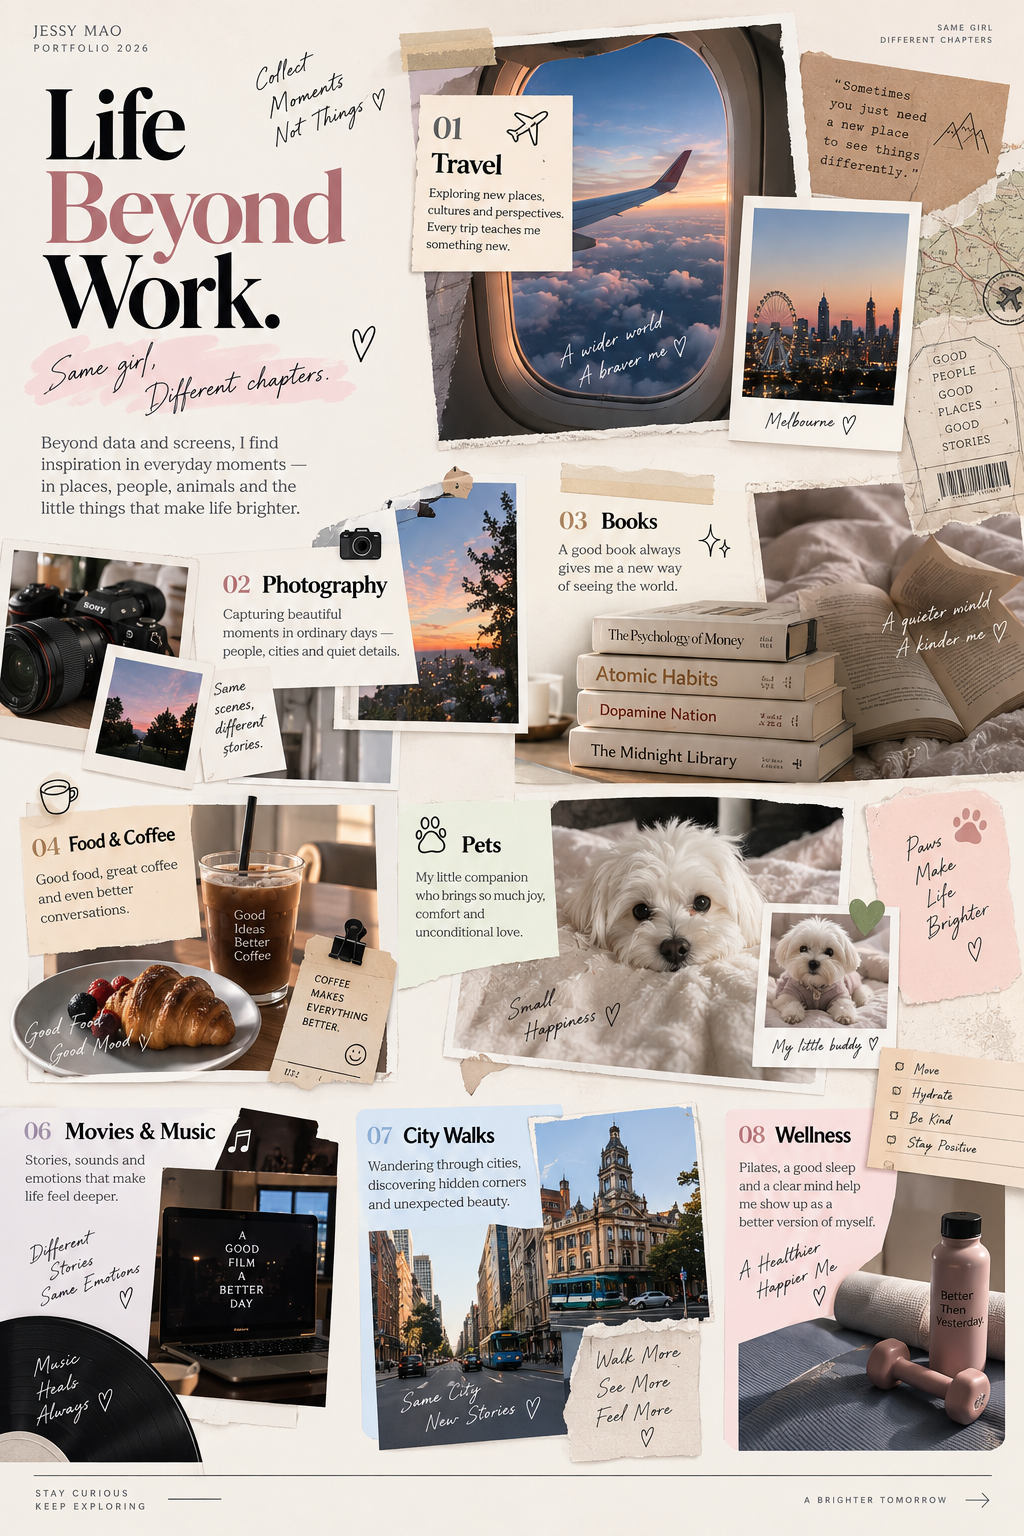 JESSY MAO
PORTFOLIO 2026
SAME GIRL
DIFFERENT CHAPTERS
Collect
Moments
Not Things ♡
Life
Beyond
Work.
Same girl,
Different chapters.
Beyond data and screens, I find
inspiration in everyday moments —
in places, people, animals and the
little things that make life brighter.
01
Travel
Exploring new places,
cultures and perspectives.
Every trip teaches me
something new.
A wider world
A braver me ♡
"Sometimes
you just need
a new place
to see things
differently."
Melbourne ♡
GOOD
PEOPLE
GOOD
PLACES
GOOD
STORIES
02 Photography
Capturing beautiful
moments in ordinary days —
people, cities and quiet details.
SONY
Same
scenes,
different
stories.
03 Books
A good book always
gives me a new way
of seeing the world.
The Psychology of Money
Atomic Habits
Dopamine Nation
The Midnight Library
A quieter minld
A kinder me ♡
04 Food & Coffee
Good food, great coffee
and even better
conversations.
Good
Ideas
Better
Coffee
COFFEE
MAKES
EVERYTHING
BETTER.
Good Food
Good Mood ♡
Pets
My little companion
who brings so much joy,
comfort and
unconditional love.
Small
Happiness ♡
My little buddy ♡
Paws
Make
Life
Brighter
♡
Move
Hydrate
Be Kind
Stay Positive
06 Movies & Music
Stories, sounds and
emotions that make
life feel deeper.
Different
Stories
Same Emotions
♡
A
GOOD
FILM
A
BETTER
DAY
Music
Heals
Always ♡
07 City Walks
Wandering through cities,
discovering hidden corners
and unexpected beauty.
Same City
New Stories ♡
Walk More
See More
Feel More
♡
08 Wellness
Pilates, a good sleep
and a clear mind help
me show up as a
better version of myself.
A Healthier
Happier Me
♡
Better
Then
Yesterday.
STAY CURIOUS
KEEP EXPLORING
A BRIGHTER TOMORROW